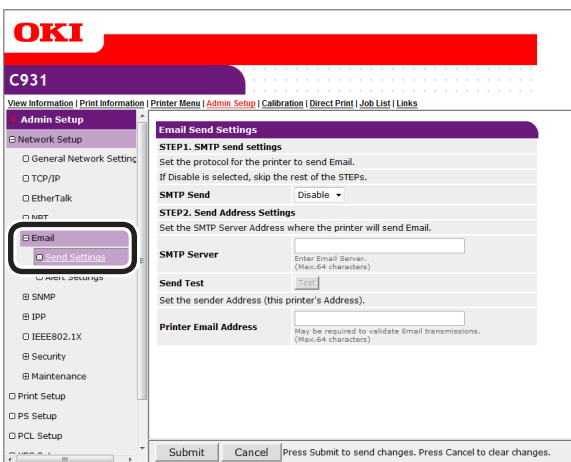 OKI
C931
View Information | Print Information | Printer Menu | Admin Setup | Calibration | Direct Print | Job List | Links
Admin Setup
Network Setup
General Network Setting
TCP/IP
EtherTalk
NBT
Email
Send Settings
Alert Settings
SNMP
IPP
IEEE802.1X
Security
Maintenance
Print Setup
PS Setup
PCL Setup
Email Send Settings
STEP1. SMTP send settings
Set the protocol for the printer to send Email.
If Disable is selected, skip the rest of the STEPs.
SMTP Send Disable
STEP2. Send Address Settings
Set the SMTP Server Address where the printer will send Email.
SMTP Server
Enter Email Server.
(Max.64 characters)
Send Test Test
Set the sender Address (this printer's Address).
Printer Email Address
May be required to validate Email transmissions.
(Max.64 characters)
Submit Cancel Press Submit to send changes. Press Cancel to clear changes.